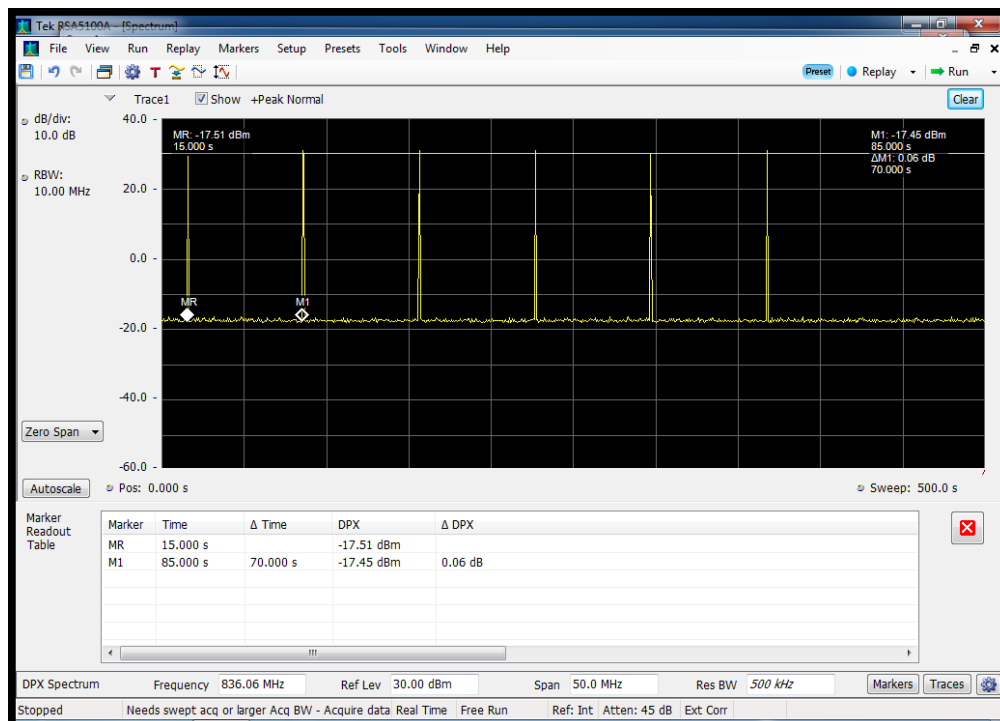 Tek RSA5100A - [Spectrum]
File View Run Replay Markers Setup Presets Tools Window Help
T Preset Replay Run
Trace1 Show +Peak Normal Clear
dB/div:
10.0 dB
RBW:
10.00 MHz
40.0 -
20.0 -
0.0 -
-20.0 -
-40.0 -
-60.0 -
MR: -17.51 dBm
15.000 s
M1: -17.45 dBm
85.000 s
ΔM1: 0.06 dB
70.000 s
MR M1
Zero Span
Autoscale Pos: 0.000 s Sweep: 500.0 s
Marker
Readout
Table
Marker Time Δ Time DPX Δ DPX
MR 15.000 s -17.51 dBm
M1 85.000 s 70.000 s -17.45 dBm 0.06 dB
DPX Spectrum Frequency 836.06 MHz Ref Lev 30.00 dBm Span 50.0 MHz Res BW 500 kHz Markers Traces
Stopped Needs swept acq or larger Acq BW - Acquire data Real Time Free Run Ref: Int Atten: 45 dB Ext Corr